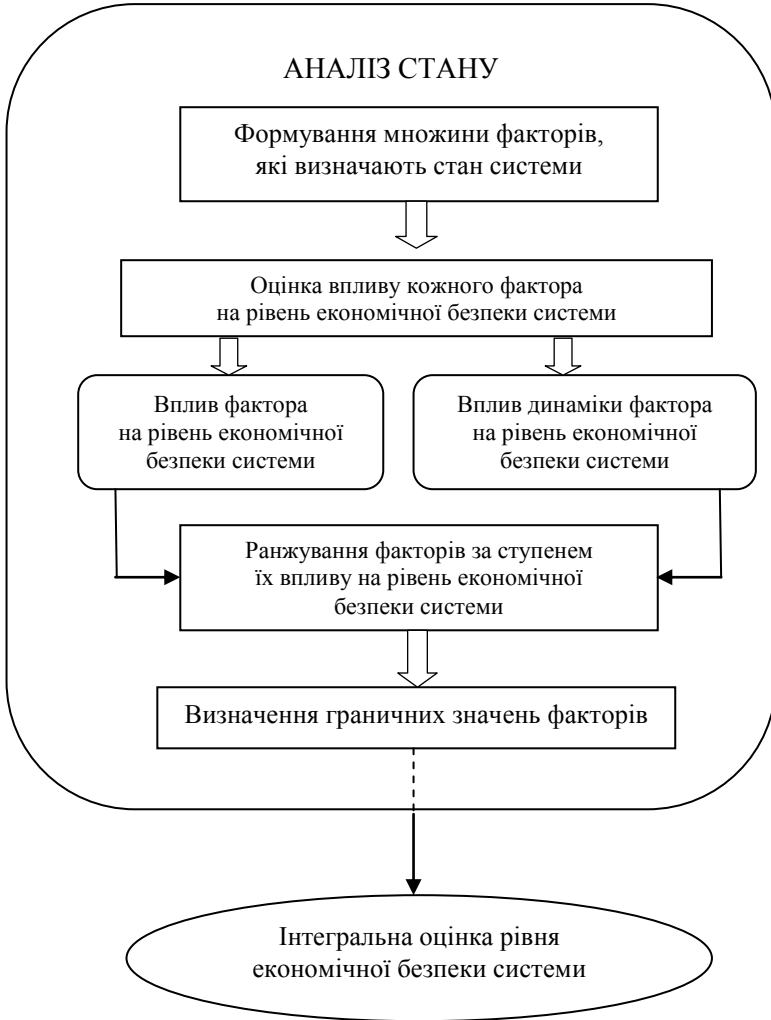 АНАЛІЗ СТАНУ
Формування множини факторів,
які визначають стан системи
Оцінка впливу кожного фактора
на рівень економічної безпеки системи
Вплив фактора
на рівень економічної
безпеки системи
Вплив динаміки фактора
на рівень економічної
безпеки системи
Ранжування факторів за ступенем
їх впливу на рівень економічної
безпеки системи
Визначення граничних значень факторів
Інтегральна оцінка рівня
економічної безпеки системи